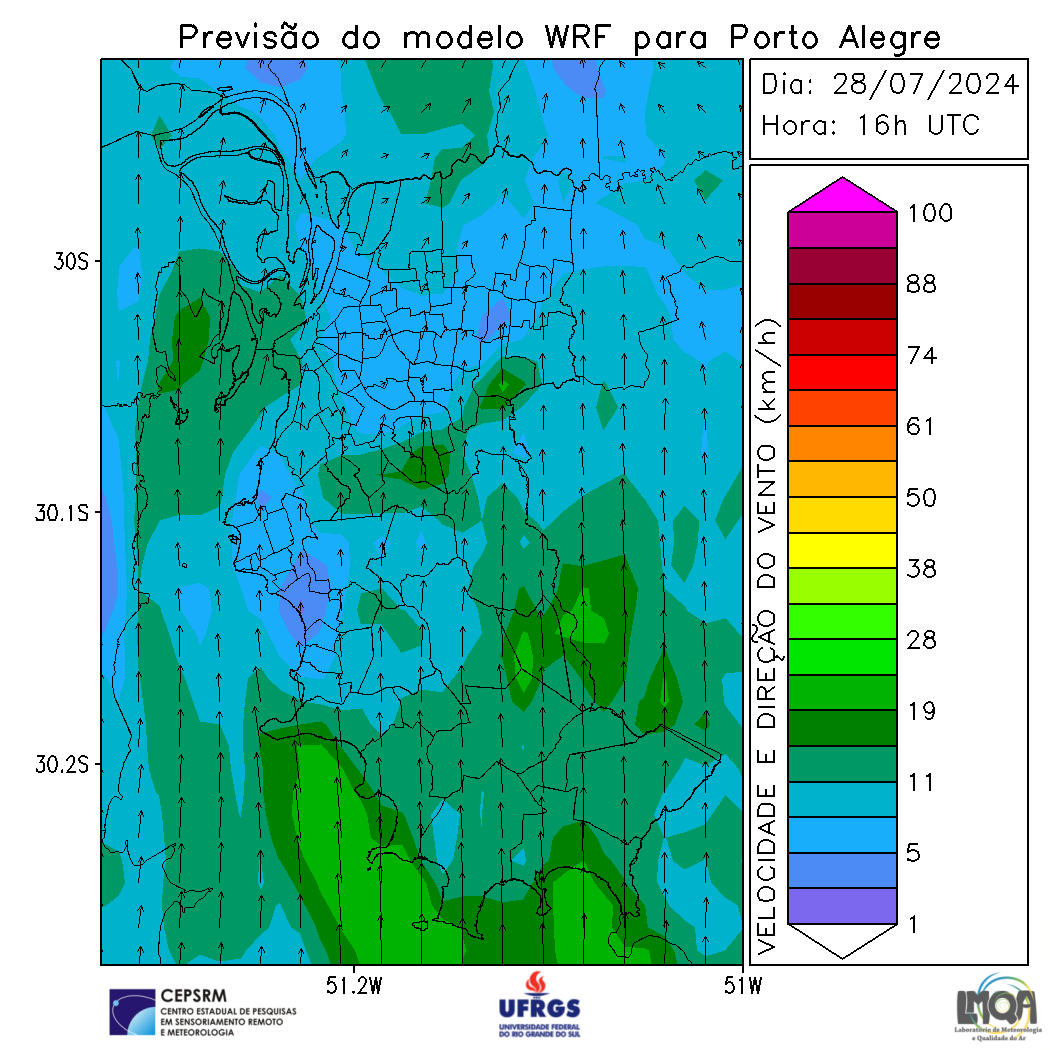 Previsão do modelo WRF para Porto Alegre
Dia: 28/07/2024
Hora: 16h UTC
30S
30.1S
30.2S
51.2W
51W
VELOCIDADE E DIREÇÃO DO VENTO (km/h)
100
88
74
61
50
38
28
19
11
5
1
CEPSRM
CENTRO ESTADUAL DE PESQUISAS
EM SENSORIAMENTO REMOTO
E METEOROLOGIA
UFRGS
UNIVERSIDADE FEDERAL
DO RIO GRANDE DO SUL
LMQA
Laboratório de Meteorologia
e Qualidade do Ar